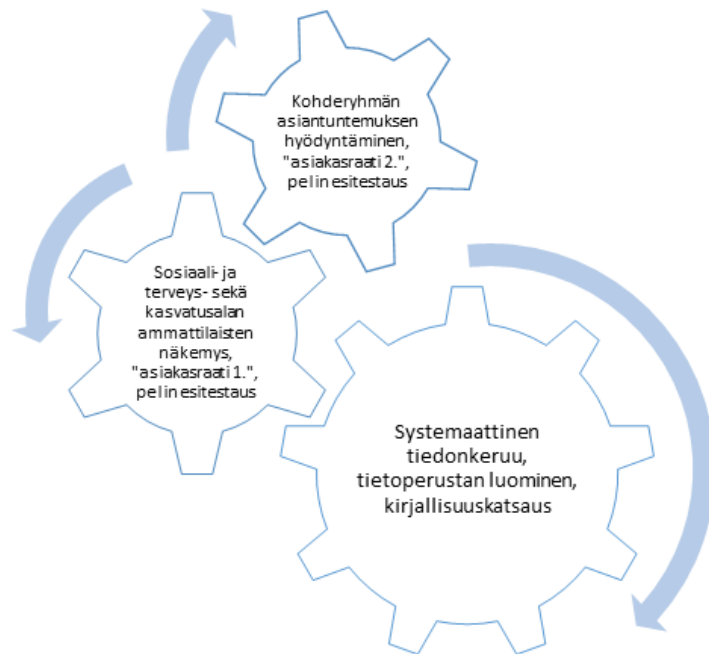 Kohderyhmän
asiantuntemuksen
hyödyntäminen,
"asiakasraati 2.",
pelin esitestaus
Sosiaali- ja
terveys- sekä
kasvatusalan
ammattilaisten
näkemys,
"asiakasraati 1.",
pelin esitestaus
Systemaattinen
tiedonkeruu,
tietoperustan luominen,
kirjallisuuskatsaus